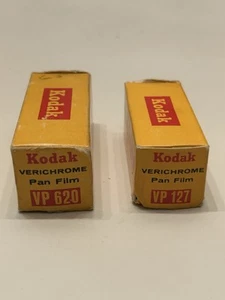 Kodak
Kodak
VERICHROME
Pan Film
VP 620
Kodak
Kodak
VERICHROME
Pan Film
VP 127